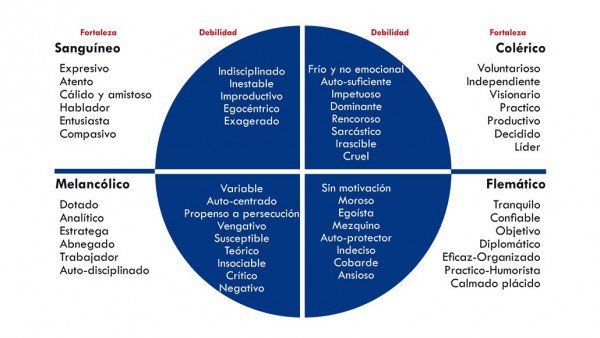 Fortaleza
Debilidad
Debilidad
Fortaleza
Sanguíneo
Expresivo
Atento
Cálido y amistoso
Hablador
Entusiasta
Compasivo
Indisciplinado
Inestable
Improductivo
Egocéntrico
Exagerado
Frío y no emocional
Auto-suficiente
Impetuoso
Dominante
Rencoroso
Sarcástico
Irascible
Cruel
Colérico
Voluntarioso
Independiente
Visionario
Practico
Productivo
Decidido
Líder
Melancólico
Dotado
Analítico
Estratega
Abnegado
Trabajador
Auto-disciplinado
Variable
Auto-centrado
Propenso a persecución
Vengativo
Susceptible
Teórico
Insociable
Crítico
Negativo
Sin motivación
Moroso
Egoísta
Mezquino
Auto-protector
Indeciso
Cobarde
Ansioso
Flemático
Tranquilo
Confiable
Objetivo
Diplomático
Eficaz-Organizado
Practico-Humorista
Calmado plácido